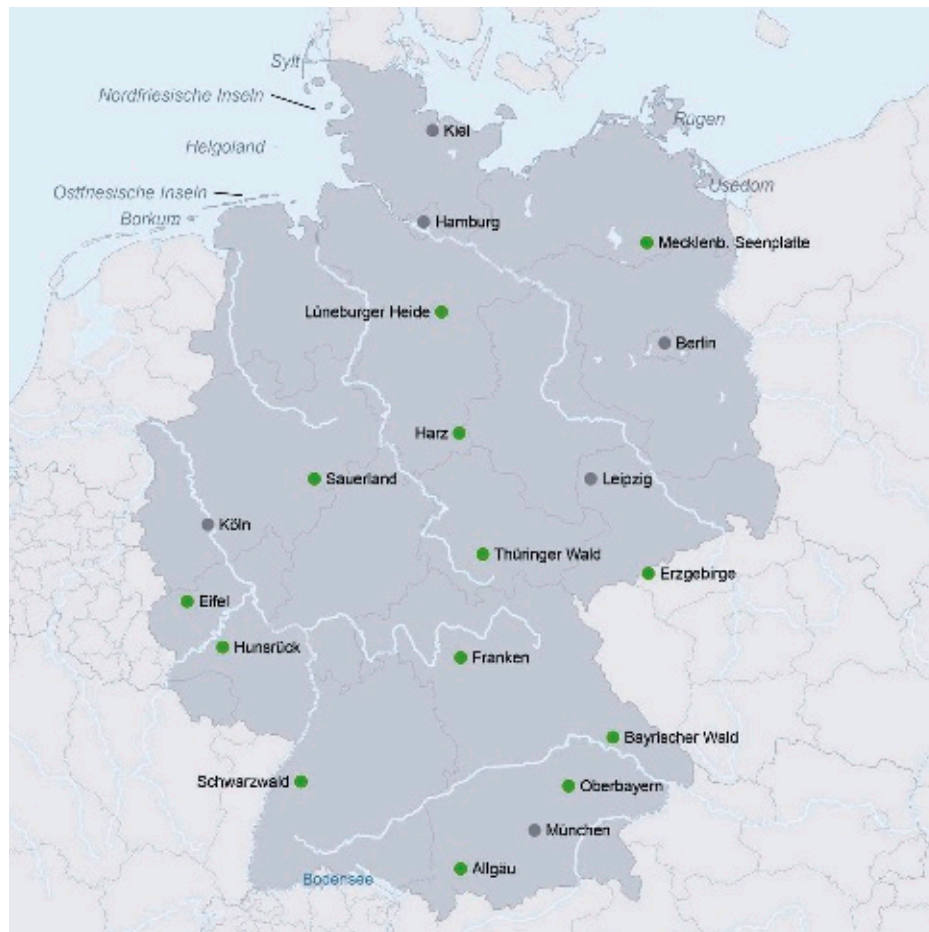 Sylt
Nordfriesische Inseln
Kiel
Rügen
Helgoland
Usedom
Ostfriesische Inseln
Borkum
Hamburg
Mecklenb. Seenplatte
Lüneburger Heide
Berlin
Harz
Sauerland
Leipzig
Köln
Thüringer Wald
Erzgebirge
Eifel
Hunsrück
Franken
Bayrischer Wald
Schwarzwald
Oberbayern
München
Allgäu
Bodensee